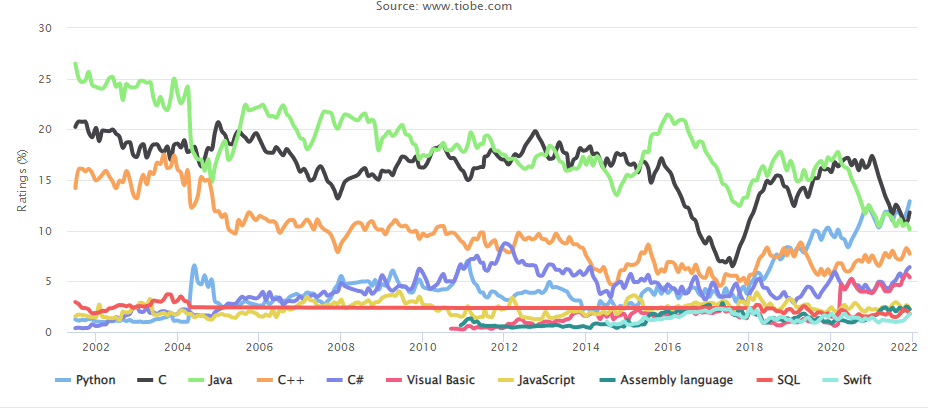 Source: www.tiobe.com
30
25
20
15
10
5
0
Ratings (%)
2002 2004 2006 2008 2010 2012 2014 2016 2018 2020 2022
Python C Java C++ C# Visual Basic JavaScript Assembly language SQL Swift